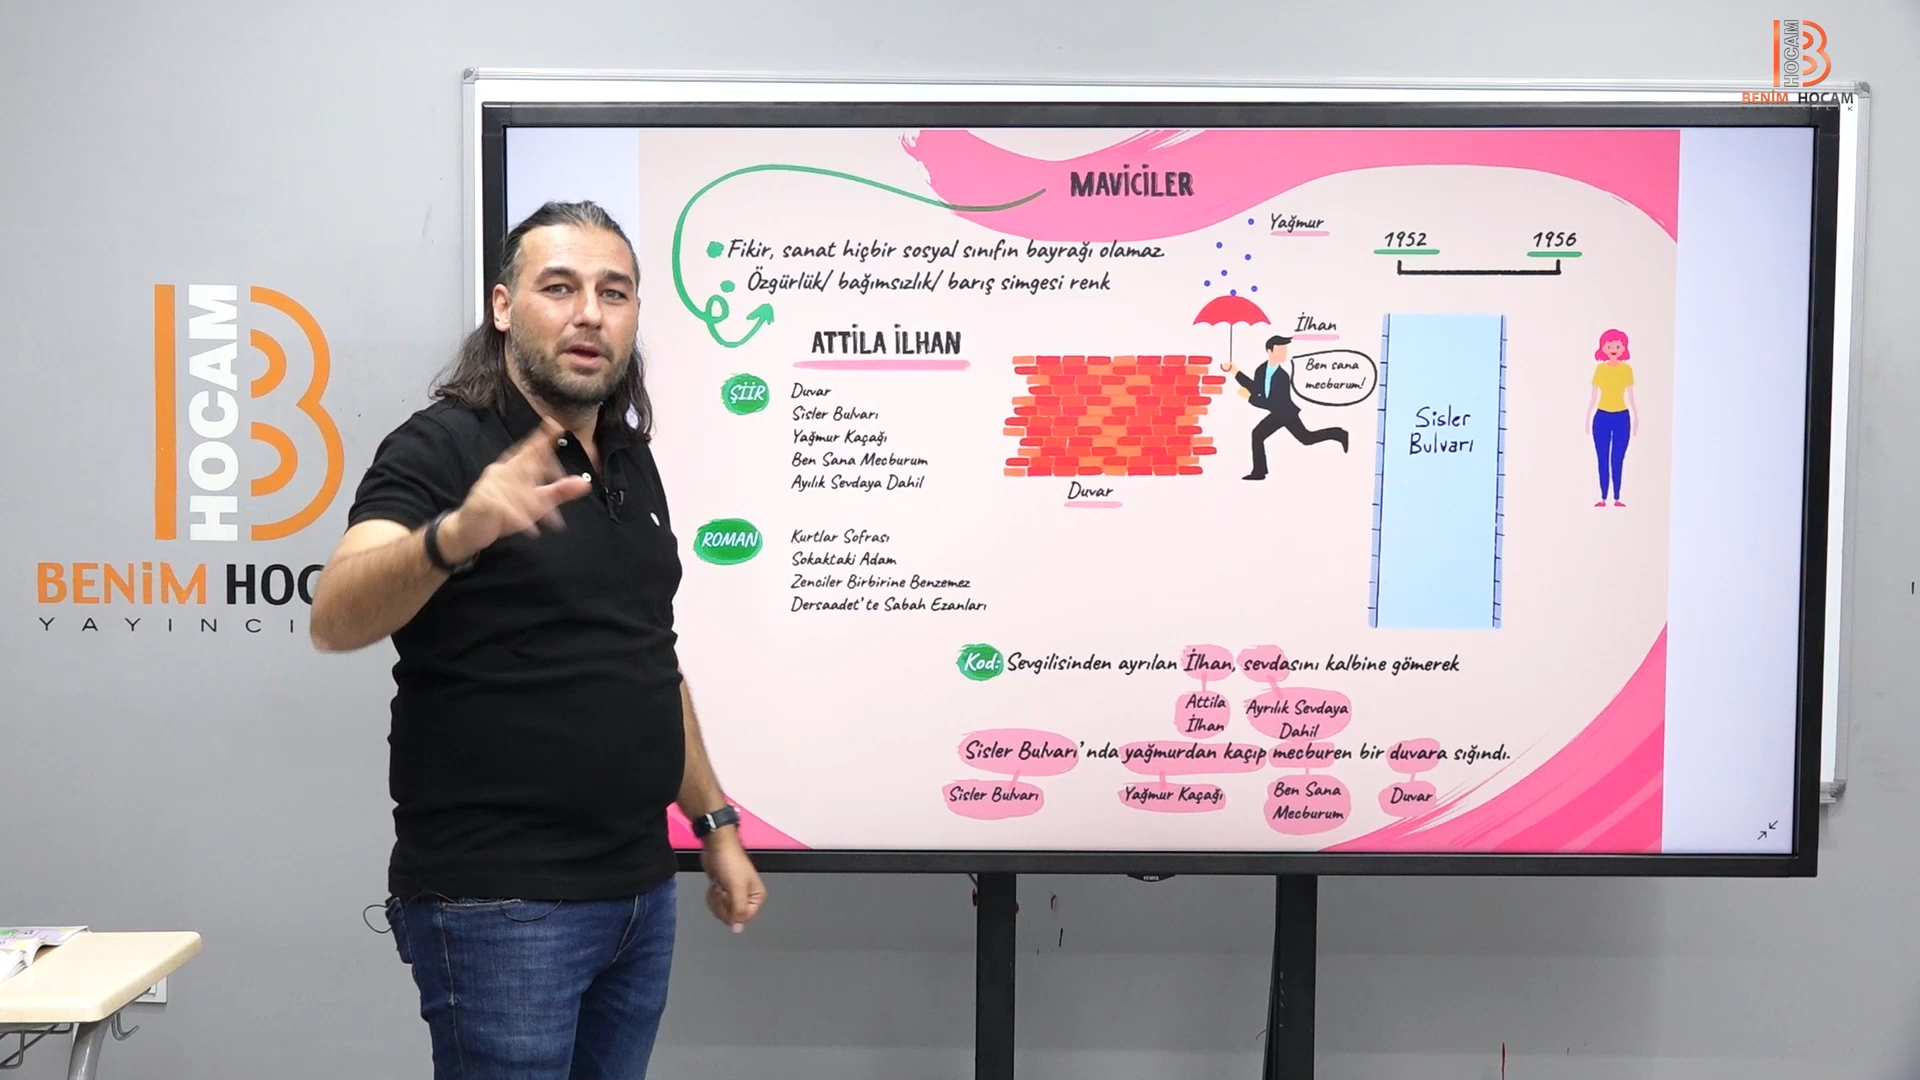 HOCAM
BENİM HOCAM
HOCAM
BENİM HOC
YAYINCI
MAVİCİLER
Fikir, sanat hiçbir sosyal sınıfın bayrağı olamaz
Özgürlük/ bağımsızlık/ barış simgesi renk
Yağmur
1952 1956
ATTİLA İLHAN
İlhan
Ben sana
mecburum!
ŞİİR
Duvar
Sisler Bulvarı
Yağmur Kaçağı
Ben Sana Mecburum
Ayılık Sevdaya Dahil
Duvar
Sisler
Bulvarı
ROMAN
Kurtlar Sofrası
Sokaktaki Adam
Zenciler Birbirine Benzemez
Dersaadet'te Sabah Ezanları
Kod: Sevgilisinden ayrılan İlhan, sevdasını kalbine gömerek
Attila
İlhan
Ayrılık Sevdaya
Dahil
Sisler Bulvarı'nda yağmurdan kaçıp mecburen bir duvara sığındı.
Sisler Bulvarı
Yağmur Kaçağı
Ben Sana
Mecburum
Duvar